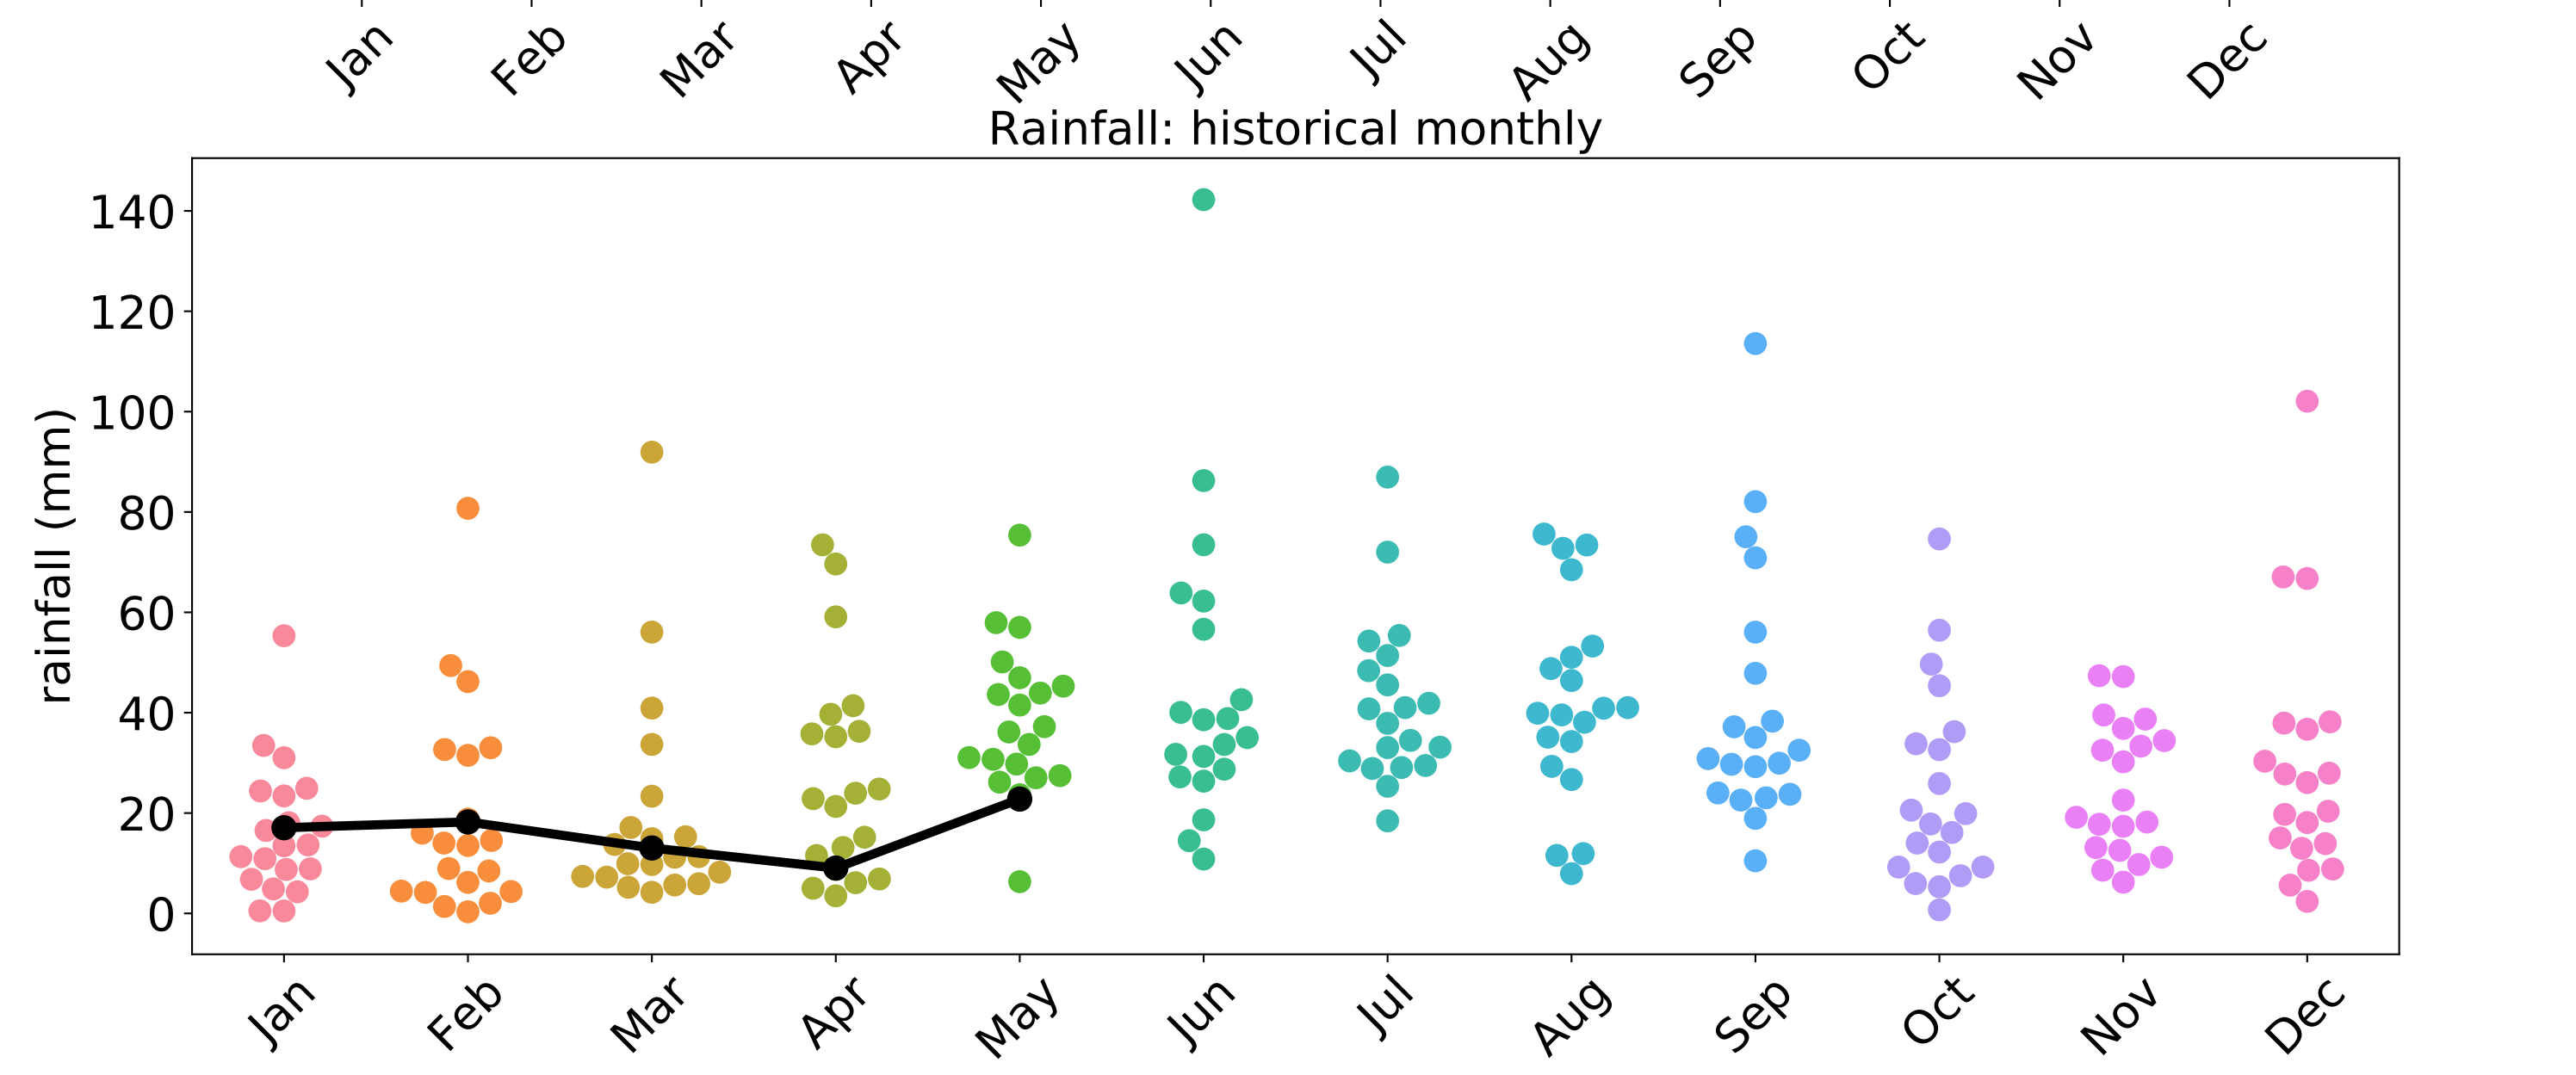 Jan Feb Mar Apr May Jun Jul Aug Sep Oct Nov Dec
Rainfall: historical monthly
rainfall (mm)
140
120
100
80
60
40
20
0
Jan Feb Mar Apr May Jun Jul Aug Sep Oct Nov Dec